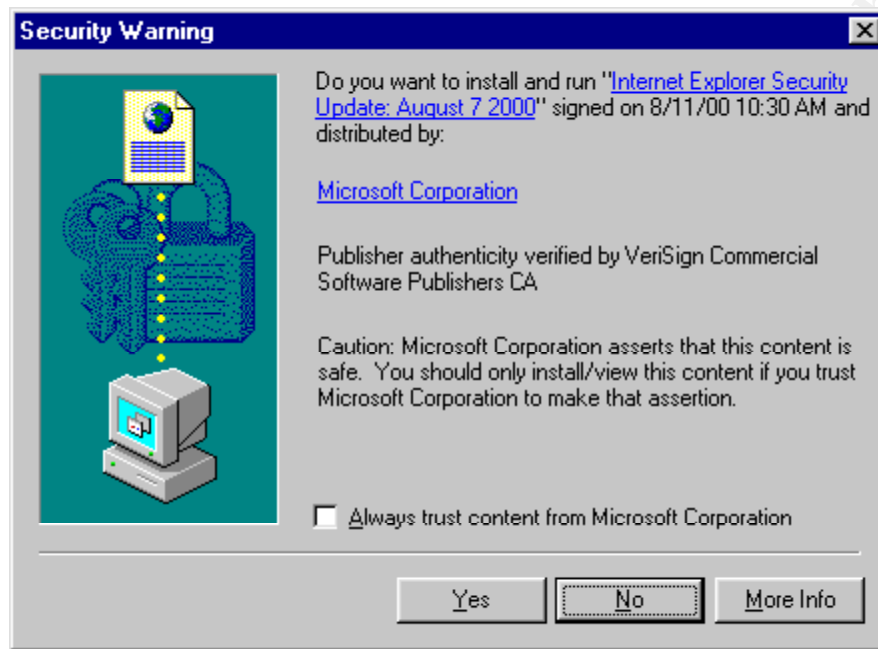 Security Warning
Do you want to install and run "Internet Explorer Security
Update: August 7 2000" signed on 8/11/00 10:30 AM and
distributed by:
Microsoft Corporation
Publisher authenticity verified by VeriSign Commercial
Software Publishers CA
Caution: Microsoft Corporation asserts that this content is
safe.  You should only install/view this content if you trust
Microsoft Corporation to make that assertion.
Always trust content from Microsoft Corporation
Yes
No
More Info